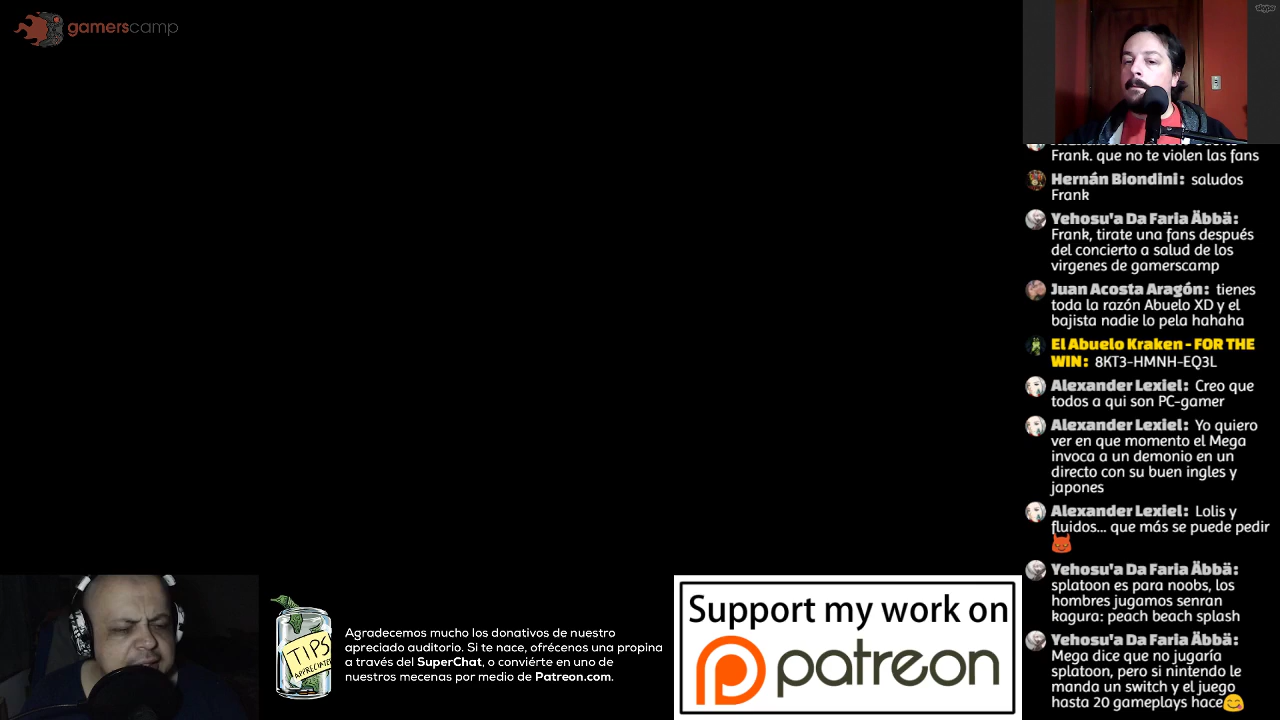 gamerscamp
skype
Frank. que no te violen las fans
Hernán Biondini: saludos
Frank
Yehosu'a Da Faria Äbbä:
Frank, tirate una fans después
del concierto a salud de los
virgenes de gamerscamp
Juan Acosta Aragón: tienes
toda la razón Abuelo XD y el
bajista nadie lo pela hahaha
El Abuelo Kraken - FOR THE
WIN: 8KT3-HMNH-EQ3L
Alexander Lexiel: Creo que
todos a qui son PC-gamer
Alexander Lexiel: Yo quiero
ver en que momento el Mega
invoca a un demonio en un
directo con su buen ingles y
japones
Alexander Lexiel: Lolis y
fluidos... que más se puede pedir
Yehosu'a Da Faria Äbbä:
splatoon es para noobs, los
hombres jugamos senran
kagura: peach beach splash
Yehosu'a Da Faria Äbbä:
Mega dice que no jugaría
splatoon, pero si nintendo le
manda un switch y el juego
hasta 20 gameplays hace
TIPS
APPRECIATED
Agradecemos mucho los donativos de nuestro
apreciado auditorio. Si te nace, ofrécenos una propina
a través del SuperChat, o conviérte en uno de
nuestros mecenas por medio de Patreon.com.
Support my work on
patreon